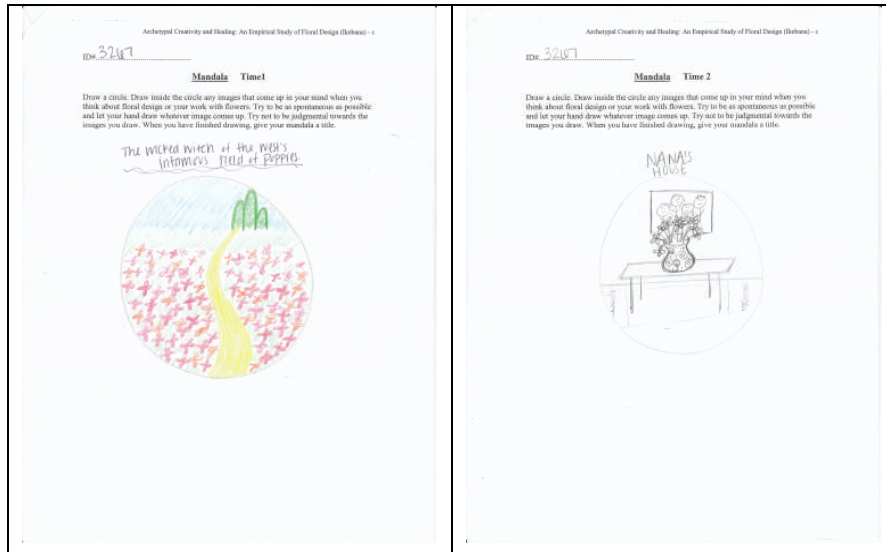 Archetypal Creativity and Healing: An Empirical Study of Floral Design (Ikebana) - c
ID#
Mandala Time1
Draw a circle. Draw inside the circle any images that come up in your mind when you
think about floral design or your work with flowers. Try to be as spontaneous as possible
and let your hand draw whatever image comes up. Try not to be judgmental towards the
images you draw. When you have finished drawing, give your mandala a title.
The wicked witch of the west's
infamous field of poppies
Archetypal Creativity and Healing: An Empirical Study of Floral Design (Ikebana) - c
ID#
Mandala Time 2
Draw a circle. Draw inside the circle any images that come up in your mind when you
think about floral design or your work with flowers. Try to be as spontaneous as possible
and let your hand draw whatever image comes up. Try not to be judgmental towards the
images you draw. When you have finished drawing, give your mandala a title.
NANA'S
HOUSE